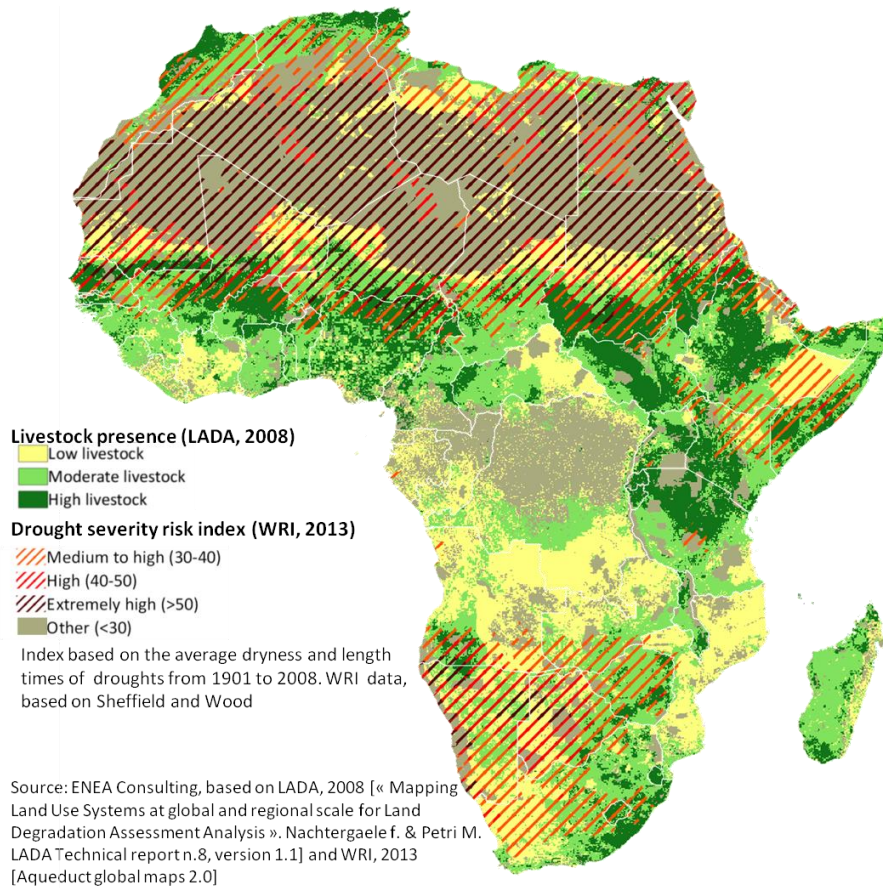 Livestock presence (LADA, 2008)
Low livestock
Moderate livestock
High livestock
Drought severity risk index (WRI, 2013)
Medium to high (30-40)
High (40-50)
Extremely high (>50)
Other (<30)
Index based on the average dryness and length
times of droughts from 1901 to 2008. WRI data,
based on Sheffield and Wood
Source: ENEA Consulting, based on LADA, 2008 [« Mapping
Land Use Systems at global and regional scale for Land
Degradation Assessment Analysis ». Nachtergaele f. & Petri M.
LADA Technical report n.8, version 1.1] and WRI, 2013
[Aqueduct global maps 2.0]